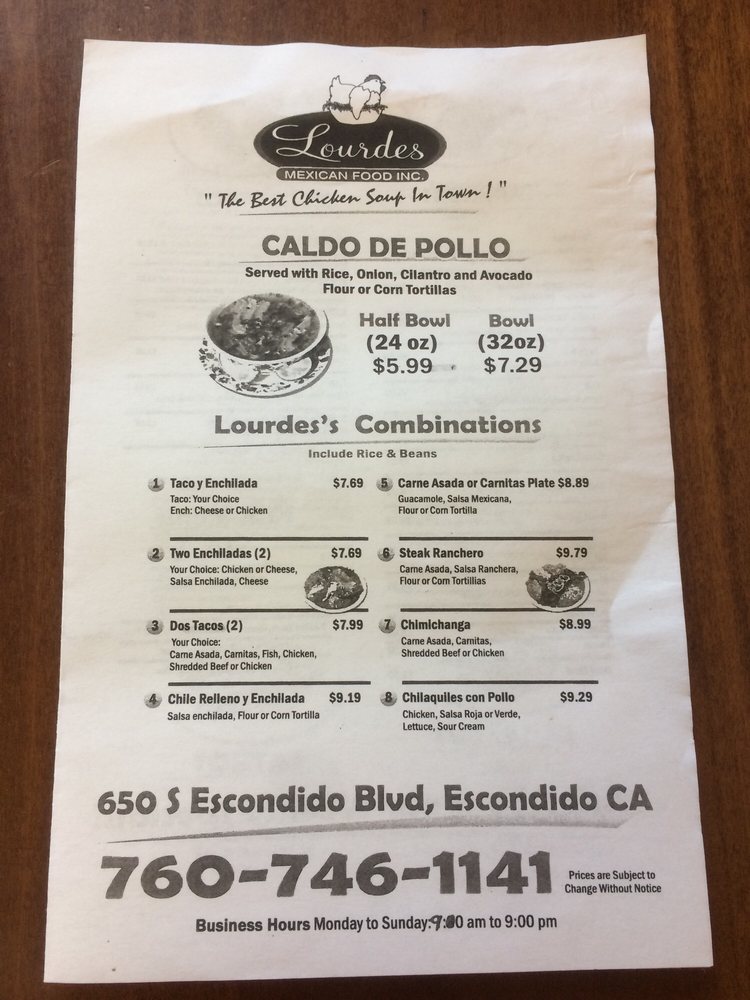 Lourdes
MEXICAN FOOD INC.
" The Best Chicken Soup In Town ! "
CALDO DE POLLO
Served with Rice, Onion, Cilantro and Avocado
Flour or Corn Tortillas
Half Bowl
(24 oz)
$5.99
Bowl
(32oz)
$7.29
Lourdes's Combinations
Include Rice & Beans
1 Taco y Enchilada $7.69
Taco: Your Choice
Ench: Cheese or Chicken
2 Two Enchiladas (2) $7.69
Your Choice: Chicken or Cheese,
Salsa Enchilada, Cheese
3 Dos Tacos (2) $7.99
Your Choice:
Carne Asada, Carnitas, Fish, Chicken,
Shredded Beef or Chicken
4 Chile Relleno y Enchilada $9.19
Salsa enchilada, Flour or Corn Tortilla
5 Carne Asada or Carnitas Plate $8.89
Guacamole, Salsa Mexicana,
Flour or Corn Tortilla
6 Steak Ranchero $9.79
Carne Asada, Salsa Ranchera,
Flour or Corn Tortillias
7 Chimichanga $8.99
Carne Asada, Carnitas,
Shredded Beef or Chicken
8 Chilaquiles con Pollo $9.29
Chicken, Salsa Roja or Verde,
Lettuce, Sour Cream
650 S Escondido Blvd, Escondido CA
760-746-1141
Prices are Subject to
Change Without Notice
Business Hours Monday to Sunday: am to 9:00 pm